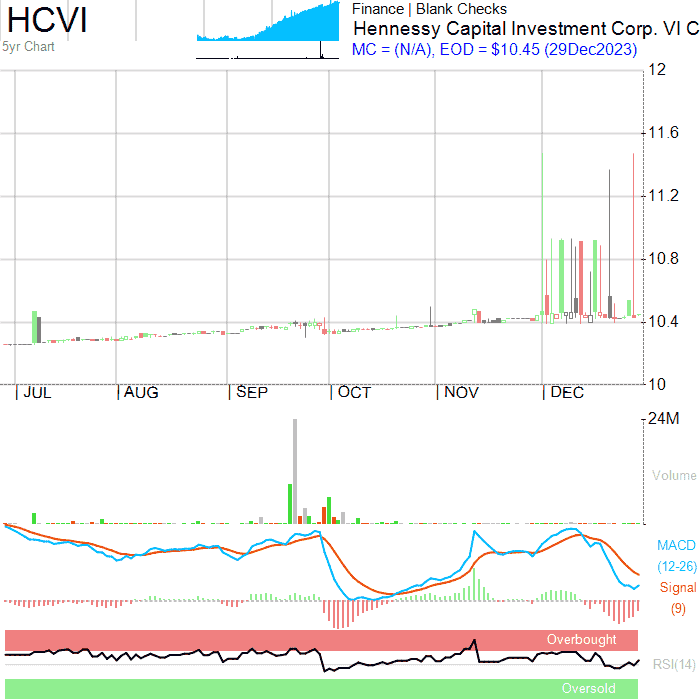 HCVI
5yr Chart
Finance | Blank Checks
Hennessy Capital Investment Corp. VI C
MC = (N/A), EOD = $10.45 (29Dec2023)
12
11.6
11.2
10.8
10.4
10
JUL AUG SEP OCT NOV DEC
24M
Volume
MACD
(12-26)
Signal
(9)
Overbought
RSI(14)
Oversold